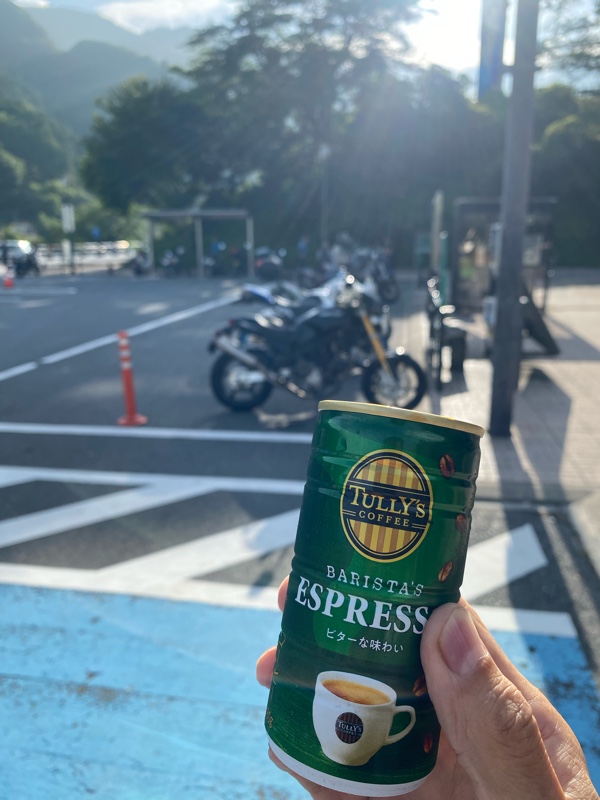 TULLY'S
COFFEE
BARISTA'S
ESPRESS
ビターな味わい
TULLY'S